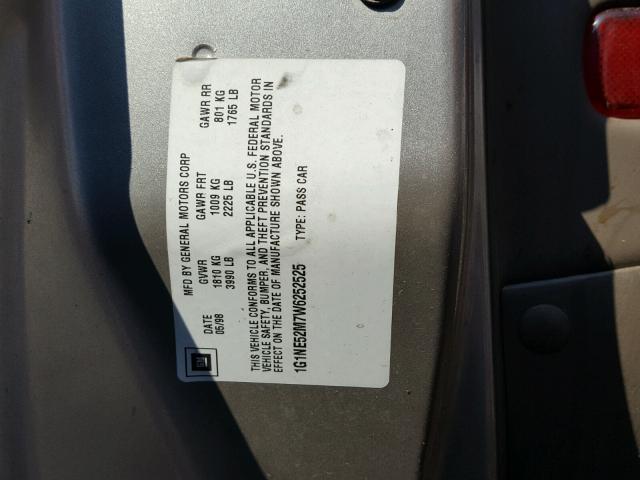 GM
MFD BY GENERAL MOTORS CORP
DATE GVWR GAWR FRT GAWR RR
05/98 1810 KG 1009 KG 801 KG
3990 LB 2225 LB 1765 LB
THIS VEHICLE CONFORMS TO ALL APPLICABLE U.S. FEDERAL MOTOR
VEHICLE SAFETY, BUMPER, AND THEFT PREVENTION STANDARDS IN
EFFECT ON THE DATE OF MANUFACTURE SHOWN ABOVE.
1G1NE52M7W6252525 TYPE: PASS CAR